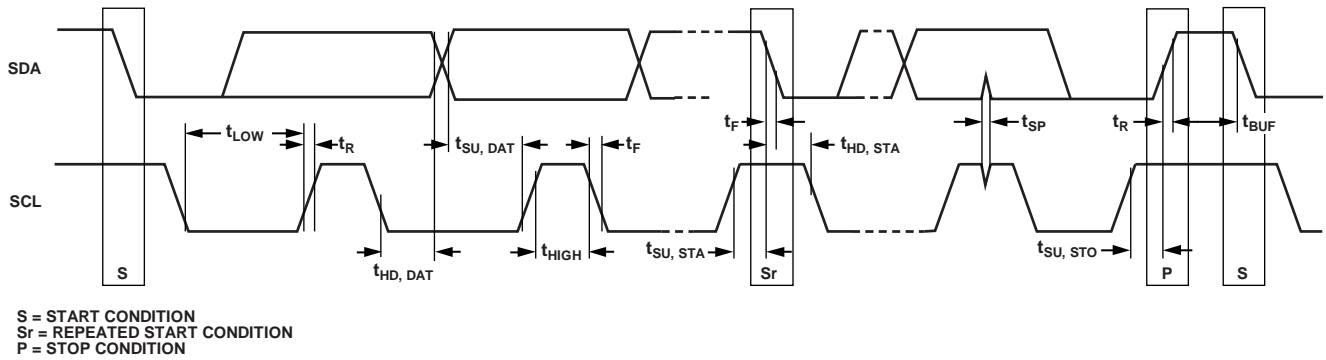 SDA
tF
tSP
tR
tBUF
tLOW
tR
tSU, DAT
tF
tHD, STA
SCL
tHD, DAT
tHIGH
tSU, STA
tSU, STO
S
Sr
P
S
S = START CONDITION
Sr = REPEATED START CONDITION
P = STOP CONDITION